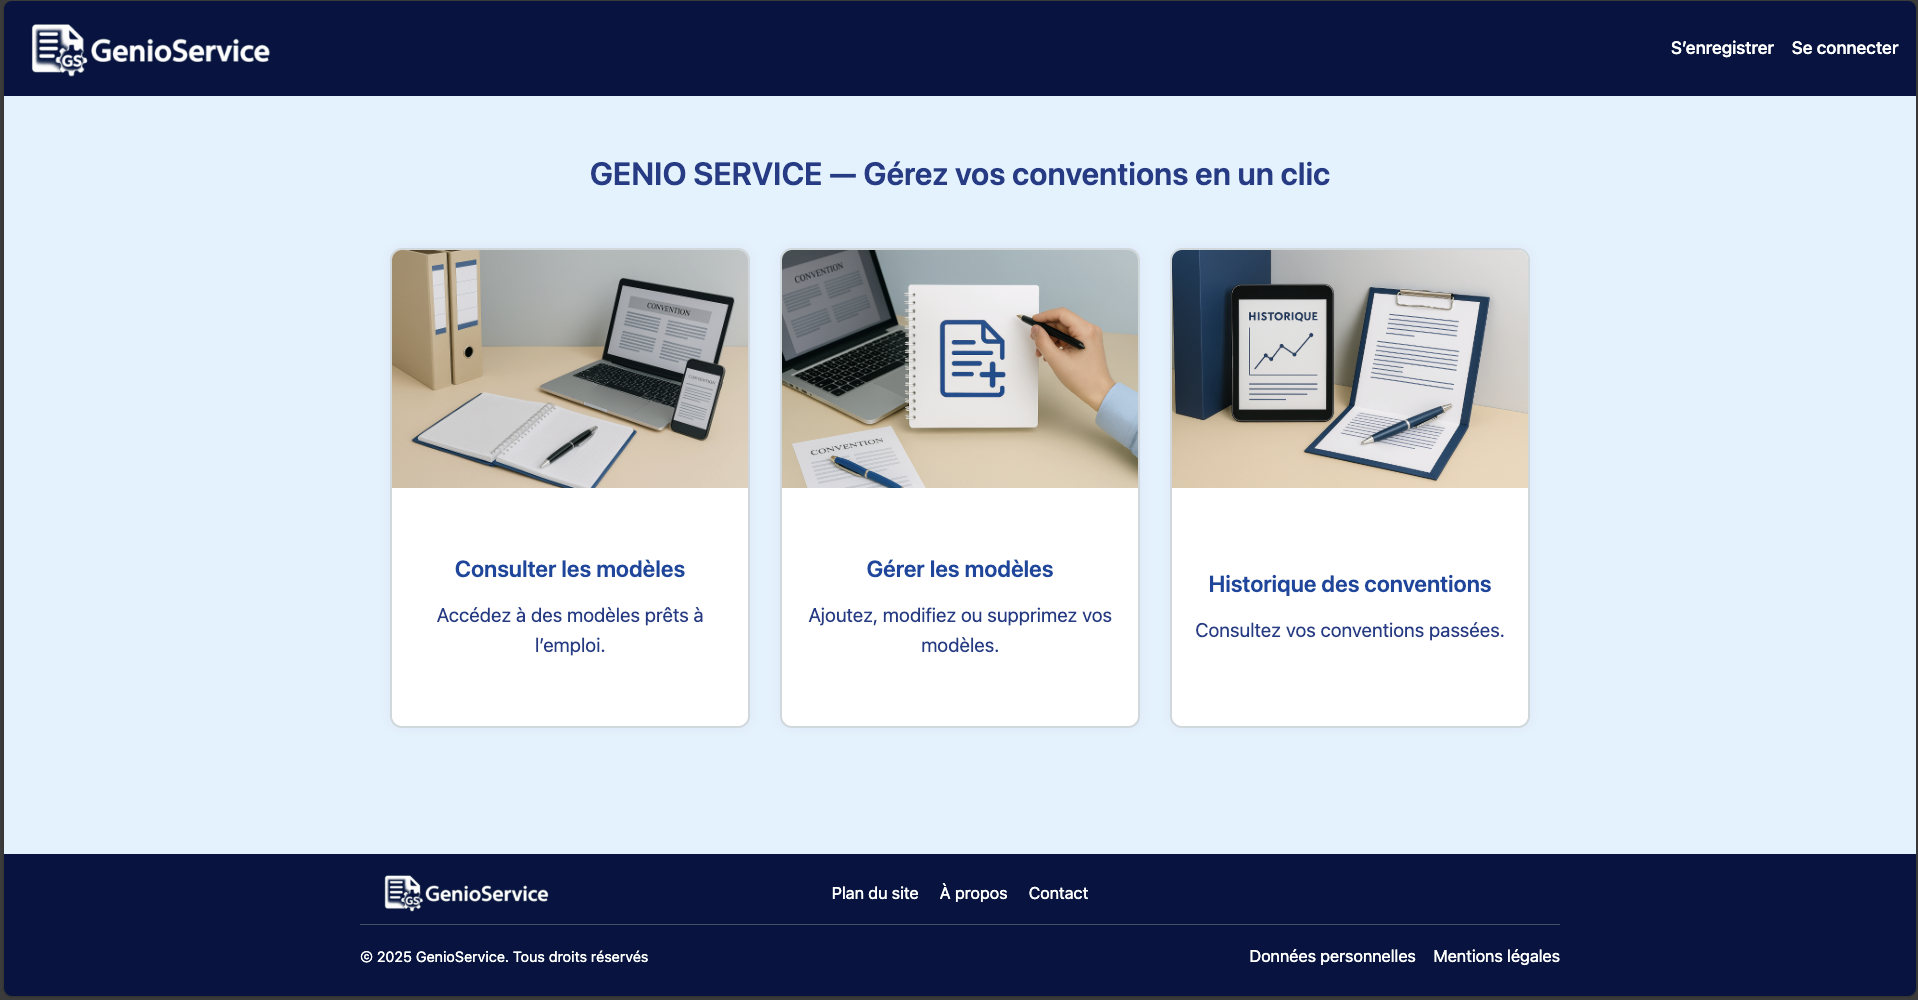 GS GenioService
S'enregistrer Se connecter
GENIO SERVICE — Gérez vos conventions en un clic
CONVENTION
CONVENTION
CONVENTION
CONVENTION
HISTORIQUE
Consulter les modèles
Accédez à des modèles prêts à
l’emploi.
Gérer les modèles
Ajoutez, modifiez ou supprimez vos
modèles.
Historique des conventions
Consultez vos conventions passées.
GS GenioService
Plan du site À propos Contact
© 2025 GenioService. Tous droits réservés
Données personnelles Mentions légales